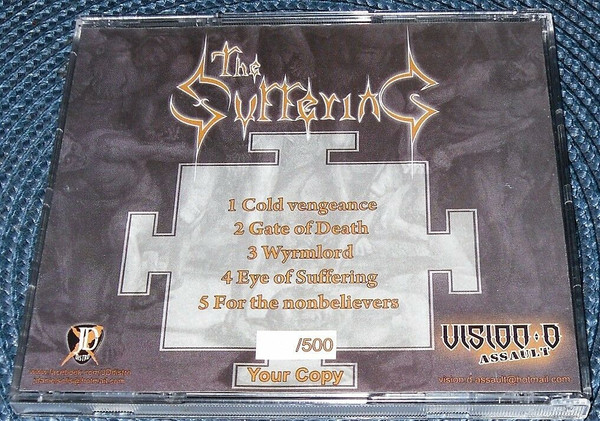 The
Suffering
1 Cold vengeance
2 Gate of Death
3 Wyrmlord
4 Eye of Suffering
5 For the nonbelievers
/500
Your Copy
DISTRO
VISION·D
ASSAULT
vision.d.assault@hotmail.com